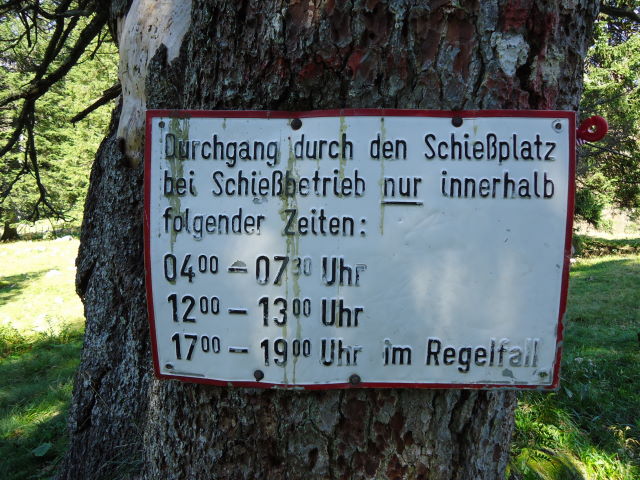 Durchgang durch den Schießplatz
bei Schießbetrieb nur innerhalb
folgender Zeiten:
04⁰⁰ – 07³⁰ Uhr
12⁰⁰ – 13⁰⁰ Uhr
17⁰⁰ – 19⁰⁰ Uhr im Regelfall